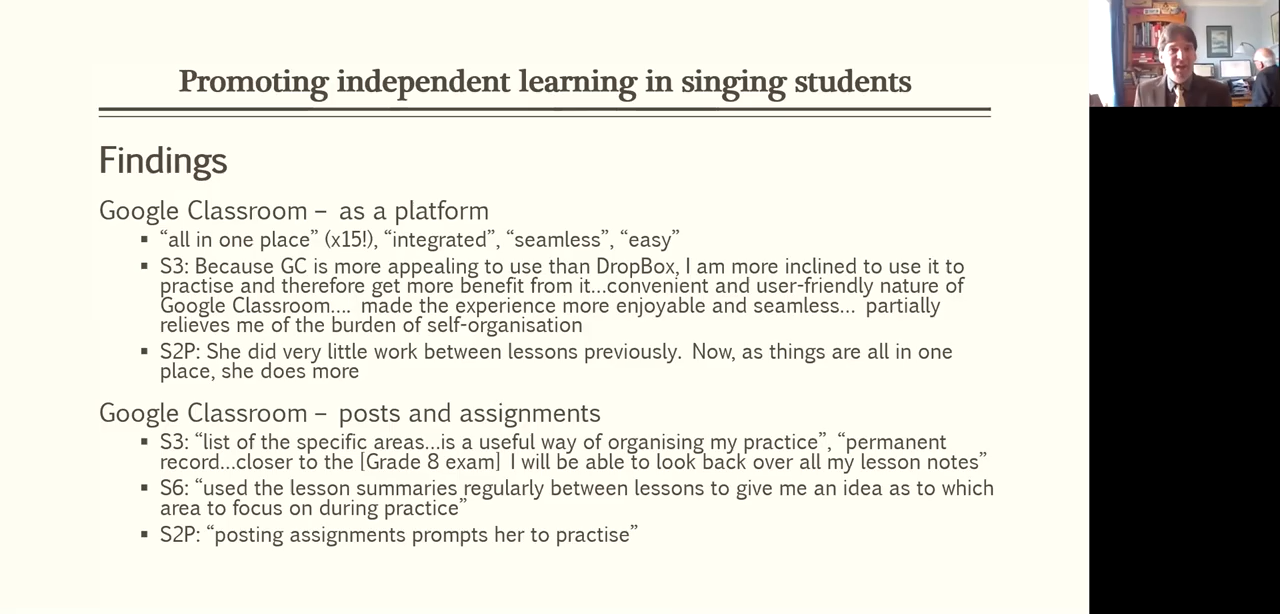 Promoting independent learning in singing students
Findings
Google Classroom – as a platform
▪ “all in one place” (x15!), “integrated”, “seamless”, “easy”
▪ S3: Because GC is more appealing to use than DropBox, I am more inclined to use it to
practise and therefore get more benefit from it...convenient and user-friendly nature of
Google Classroom.... made the experience more enjoyable and seamless... partially
relieves me of the burden of self-organisation
▪ S2P: She did very little work between lessons previously. Now, as things are all in one
place, she does more
Google Classroom – posts and assignments
▪ S3: “list of the specific areas...is a useful way of organising my practice”, “permanent
record...closer to the [Grade 8 exam] I will be able to look back over all my lesson notes”
▪ S6: “used the lesson summaries regularly between lessons to give me an idea as to which
area to focus on during practice”
▪ S2P: “posting assignments prompts her to practise”